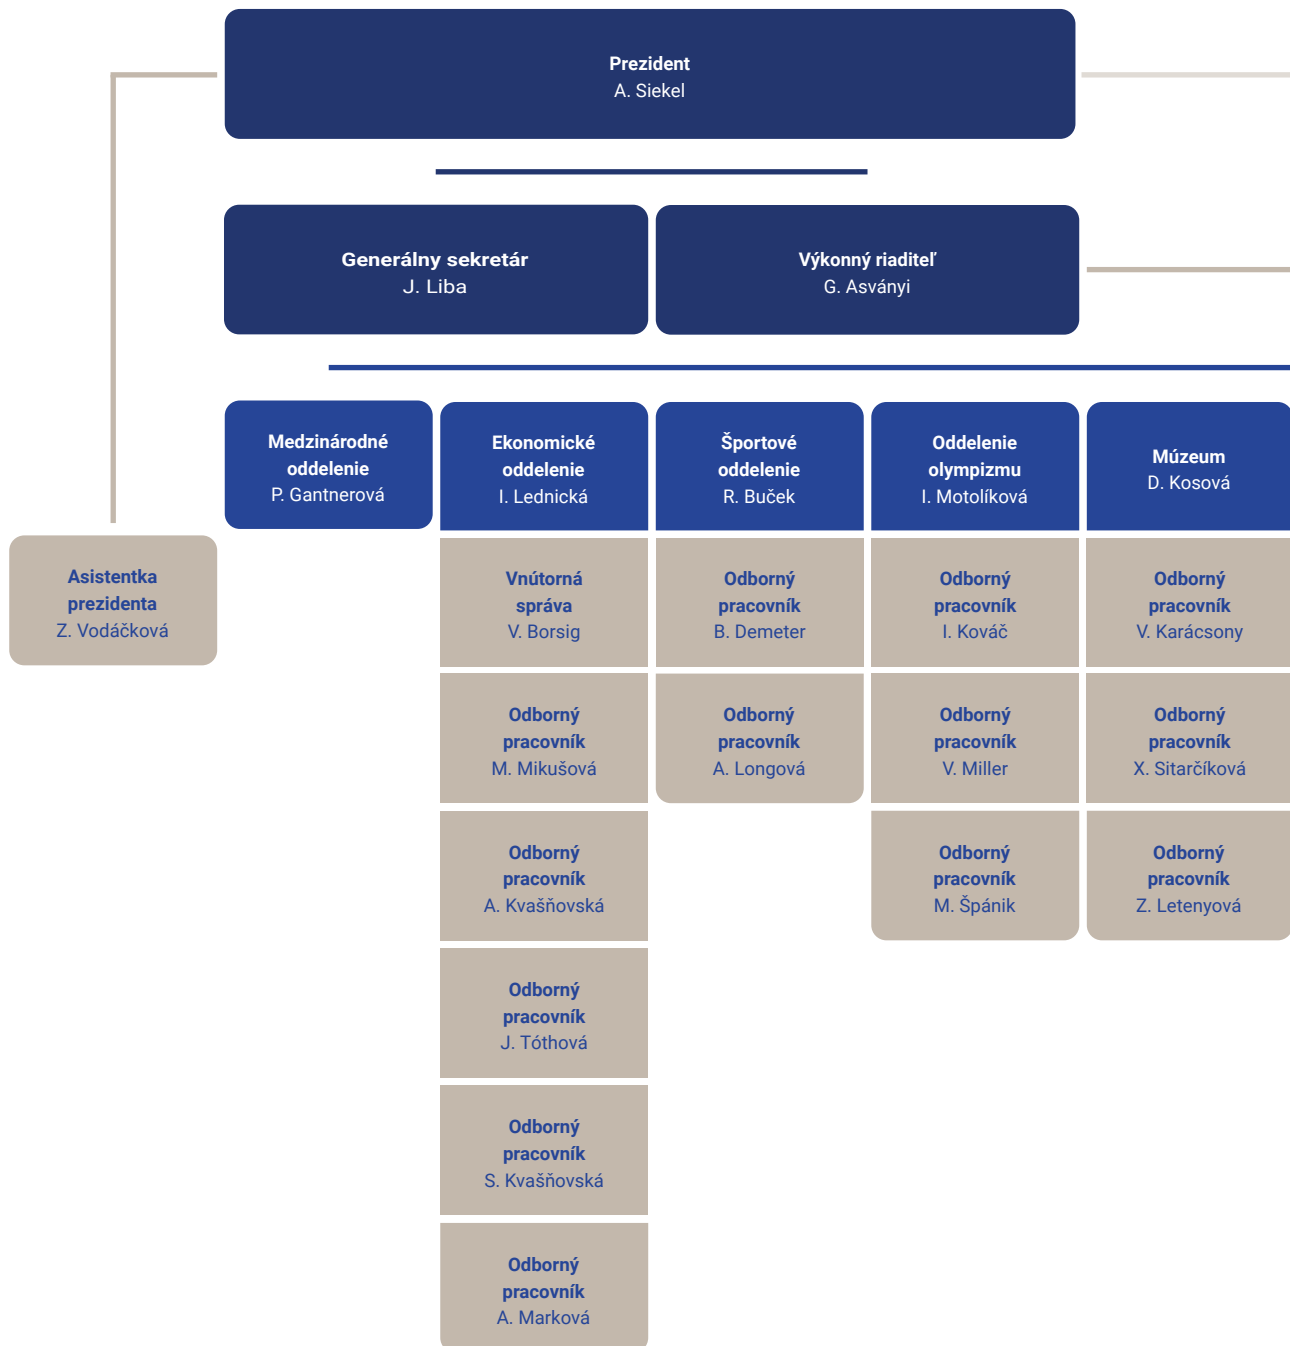 Prezident
A. Siekel
Generálny sekretár
J. Liba
Výkonný riaditeľ
G. Asványi
Medzinárodné
oddelenie
P. Gantnerová
Ekonomické
oddelenie
I. Lednická
Športové
oddelenie
R. Buček
Oddelenie
olympizmu
I. Motolíková
Múzeum
D. Kosová
Asistentka
prezidenta
Z. Vodáčková
Vnútorná
správa
V. Borsig
Odborný
pracovník
B. Demeter
Odborný
pracovník
I. Kováč
Odborný
pracovník
V. Karácsony
Odborný
pracovník
M. Mikušová
Odborný
pracovník
A. Longová
Odborný
pracovník
V. Miller
Odborný
pracovník
X. Sitarčíková
Odborný
pracovník
A. Kvašňovská
Odborný
pracovník
M. Špánik
Odborný
pracovník
Z. Letenyová
Odborný
pracovník
J. Tóthová
Odborný
pracovník
S. Kvašňovská
Odborný
pracovník
A. Marková